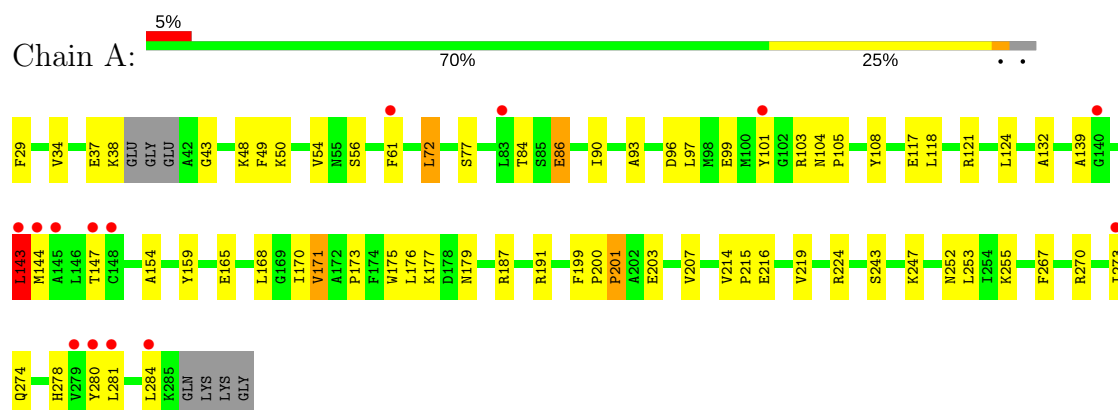 5%
Chain A:
70% 25% • •
F29 V34 E37 K38 GLU GLY GLU A42 G43 K48 F49 K50 V54 N55 S56 F61 L72 S77 L83 T84 S85 E86 I90 A93 D96 L97 M98 E99 M100 Y101 G102 R103 N104 P105 Y108 E117 L118 R121 L124 A132 A139 G140
L143 M144 A145 L146 T147 C148 A154 Y159 E165 L168 G169 I170 V171 A172 P173 F174 W175 L176 K177 D178 N179 R187 R191 F199 P200 P201 A202 E203 V207 V214 P215 E216 V219 R224 S243 K247 N252 L253 I254 K255 F267 R270 I273
Q274 H278 V279 Y280 L281 L284 K285 GLN LYS LYS GLY